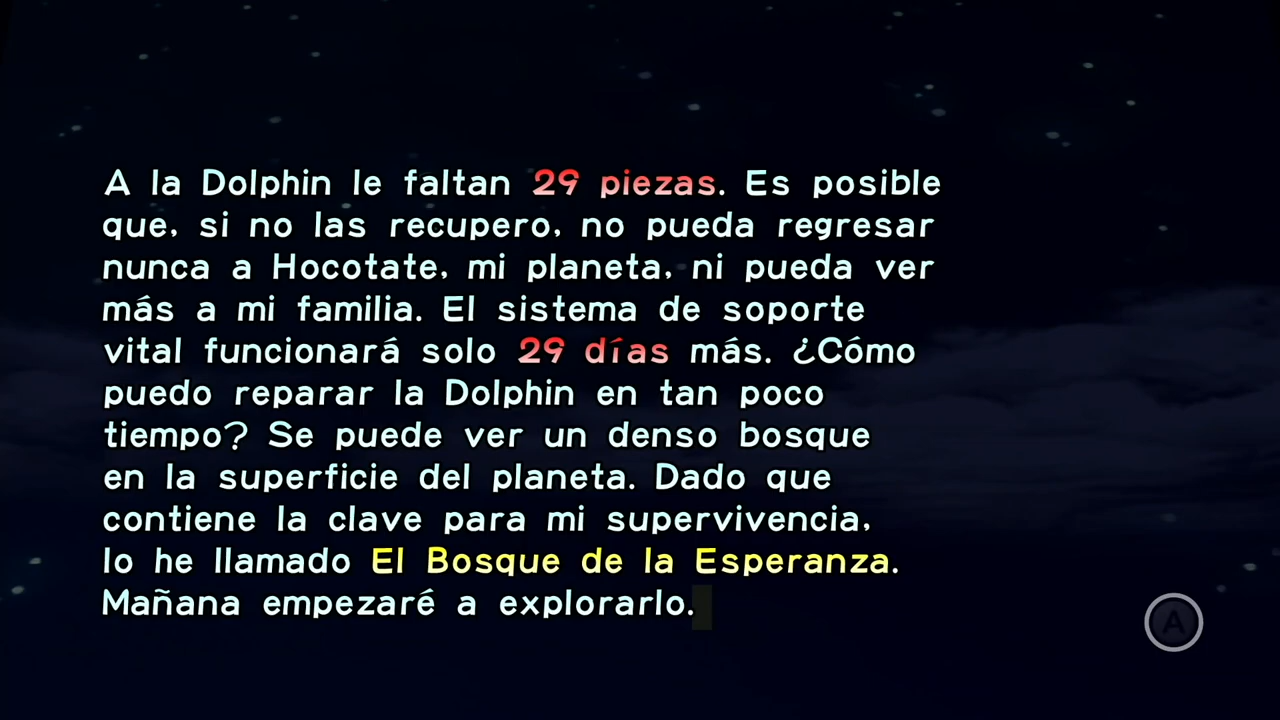 A la Dolphin le faltan 29 piezas. Es posible
que, si no las recupero, no pueda regresar
nunca a Hocotate, mi planeta, ni pueda ver
más a mi familia. El sistema de soporte
vital funcionará solo 29 días más. ¿Cómo
puedo reparar la Dolphin en tan poco
tiempo? Se puede ver un denso bosque
en la superficie del planeta. Dado que
contiene la clave para mi supervivencia,
lo he llamado El Bosque de la Esperanza.
Mañana empezaré a explorarlo.
A